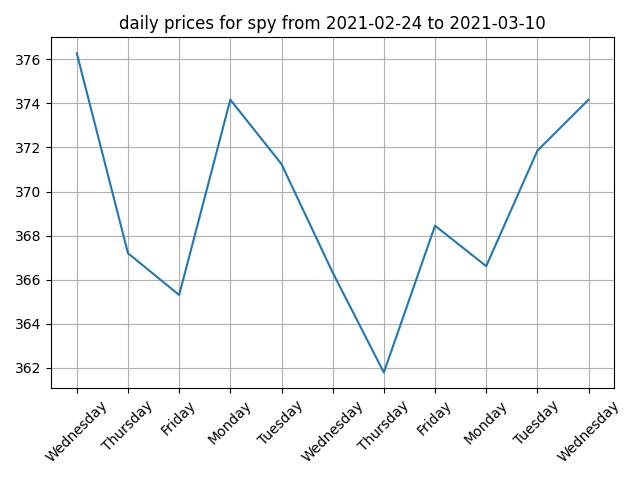 daily prices for spy from 2021-02-24 to 2021-03-10
376
374
372
370
368
366
364
362
Wednesday
Thursday
Friday
Monday
Tuesday
Wednesday
Thursday
Friday
Monday
Tuesday
Wednesday